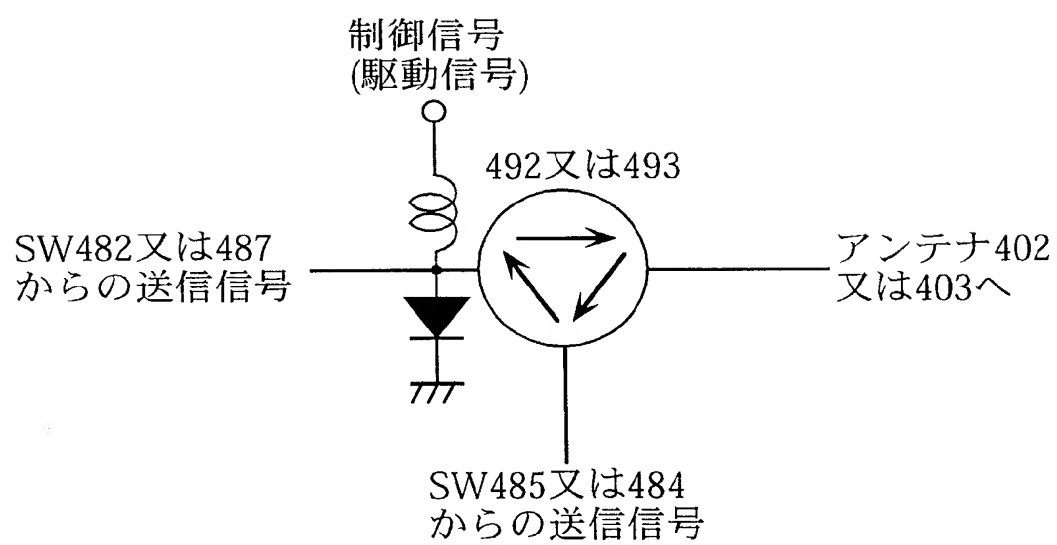 制御信号
(駆動信号)
492又は493
SW482又は487
からの送信信号
アンテナ402
又は403へ
SW485又は484
からの送信信号